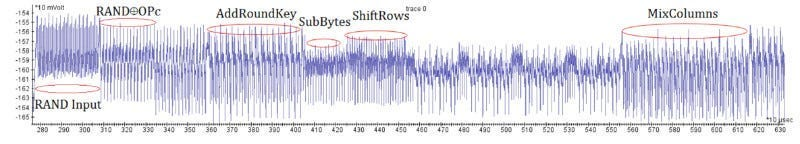 *10 mVolt
trace 0
RAND⊕OPc
AddRoundKey
SubBytes
ShiftRows
MixColumns
RAND Input
-154
-155
-156
-157
-158
-159
-160
-161
-162
-163
-164
-165
280 290 300 310 320 330 340 350 360 370 380 390 400 410 420 430 440 450 460 470 480 490 500 510 520 530 540 550 560 570 580 590 600 610 620 630
*10 µsec